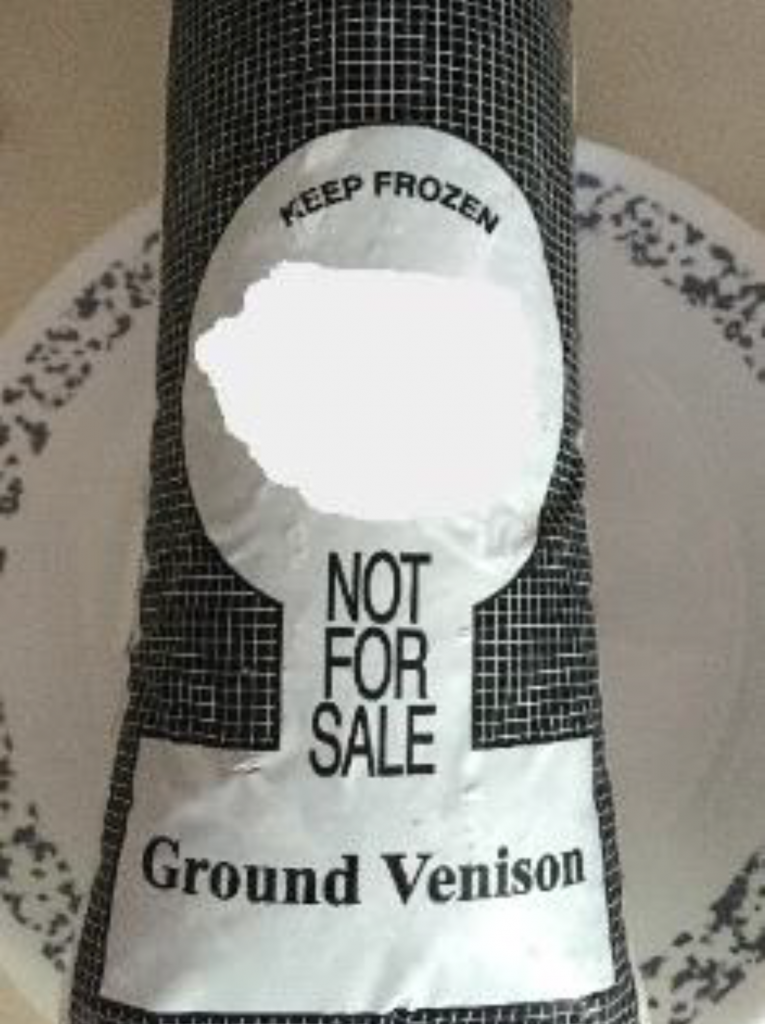 KEEP FROZEN
NOT
FOR
SALE
Ground Venison